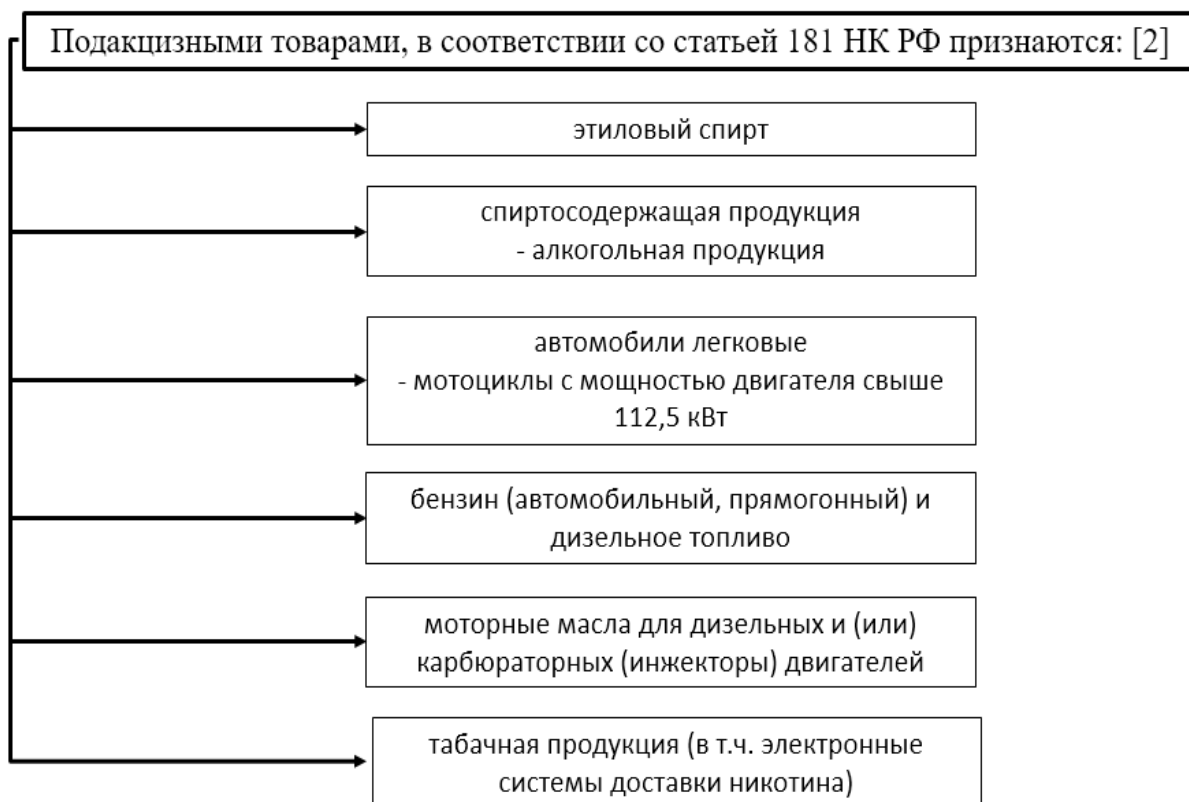 Подакцизными товарами, в соответствии со статьей 181 НК РФ признаются: [2]
этиловый спирт
спиртосодержащая продукция
- алкогольная продукция
автомобили легковые
- мотоциклы с мощностью двигателя свыше
112,5 кВт
бензин (автомобильный, прямогонный) и
дизельное топливо
моторные масла для дизельных и (или)
карбюраторных (инжекторы) двигателей
табачная продукция (в т.ч. электронные
системы доставки никотина)